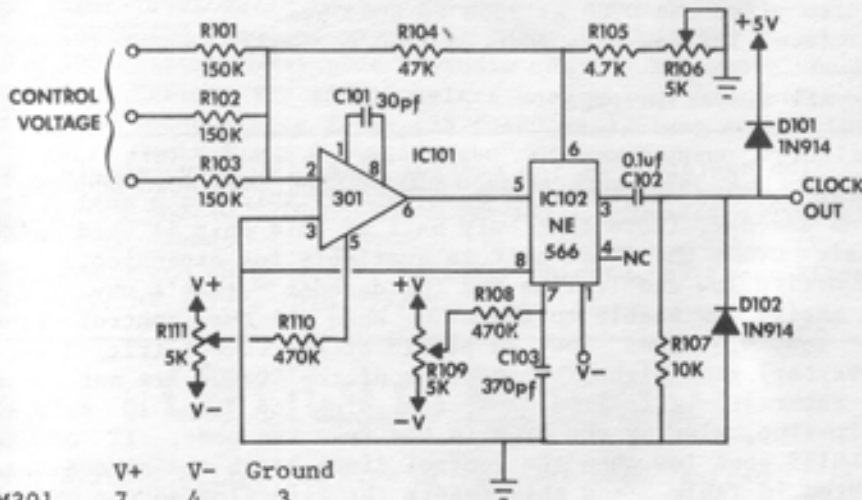 R101
150K
R102
150K
R103
150K
CONTROL
VOLTAGE
R104
47K
R105
4.7K
R106
5K
+5V
D101
1N914
C101
30pf
IC101
301
1
2
3
5
6
8
IC102
NE
566
5
6
3
4
8
7
1
NC
0.1uf
C102
CLOCK
OUT
D102
1N914
R107
10K
V+
R111
5K
V-
R110
470K
+V
R109
5K
-V
R108
470K
C103
370pf
V-
V+ V- Ground
M301 7 4 3